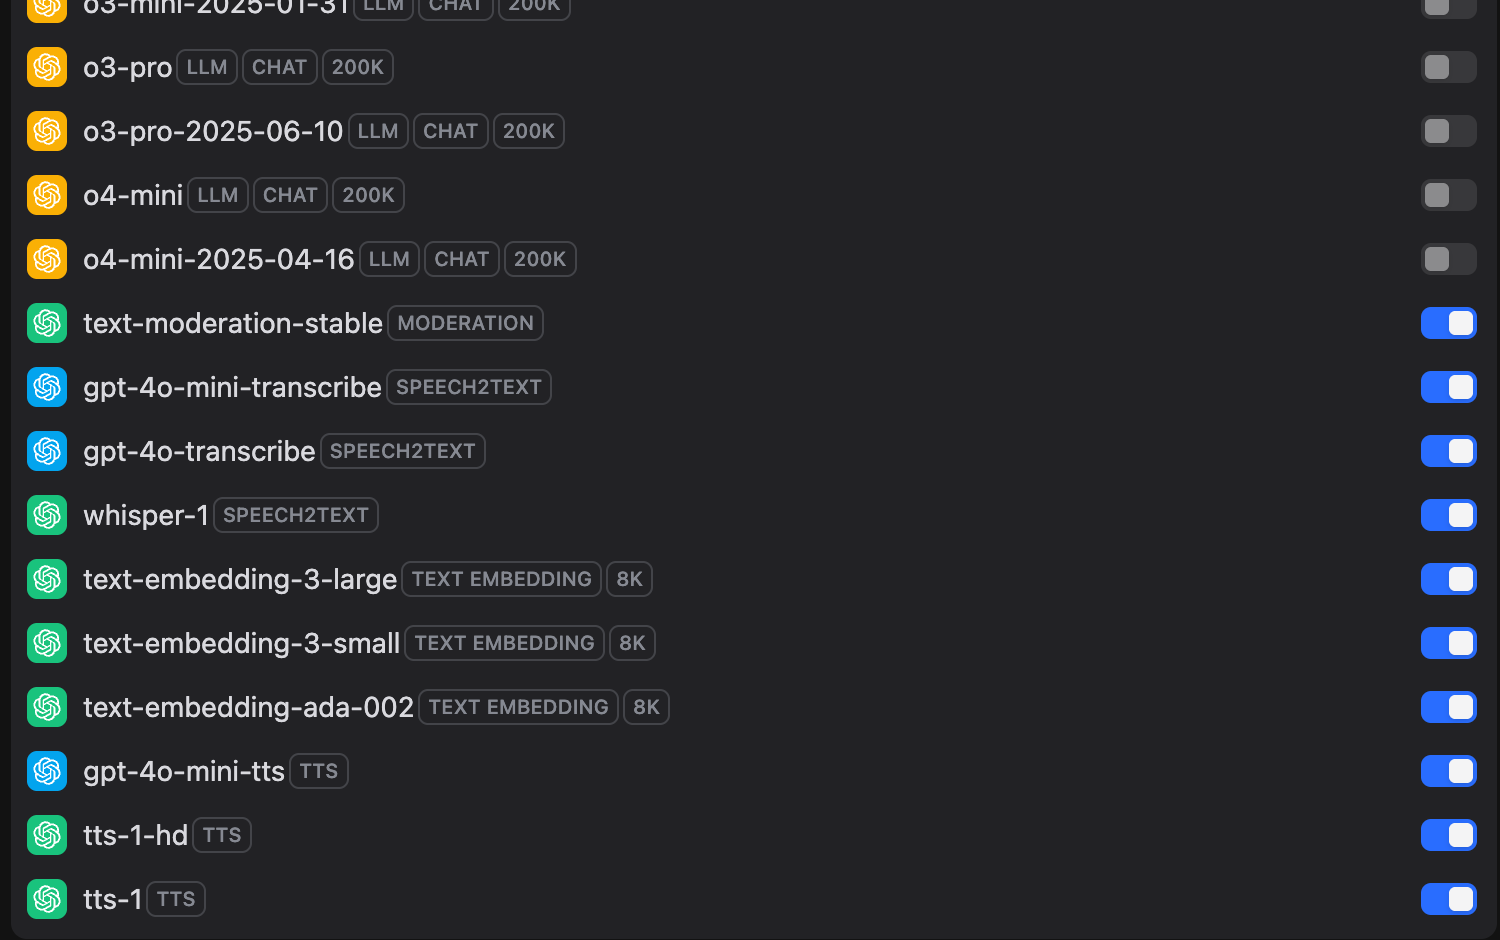 o3-mini-2025-01-31 LLM CHAT 200K
o3-pro LLM CHAT 200K
o3-pro-2025-06-10 LLM CHAT 200K
o4-mini LLM CHAT 200K
o4-mini-2025-04-16 LLM CHAT 200K
text-moderation-stable MODERATION
gpt-4o-mini-transcribe SPEECH2TEXT
gpt-4o-transcribe SPEECH2TEXT
whisper-1 SPEECH2TEXT
text-embedding-3-large TEXT EMBEDDING 8K
text-embedding-3-small TEXT EMBEDDING 8K
text-embedding-ada-002 TEXT EMBEDDING 8K
gpt-4o-mini-tts TTS
tts-1-hd TTS
tts-1 TTS